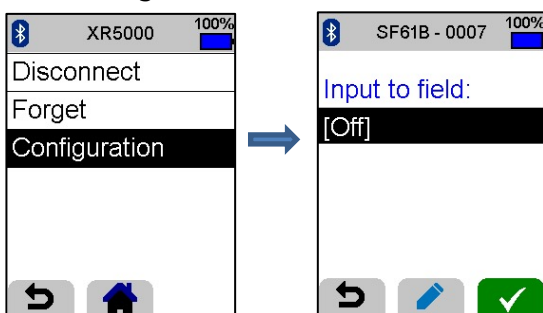 XR5000 100%
Disconnect
Forget
Configuration
SF61B - 0007 100%
Input to field:
[Off]